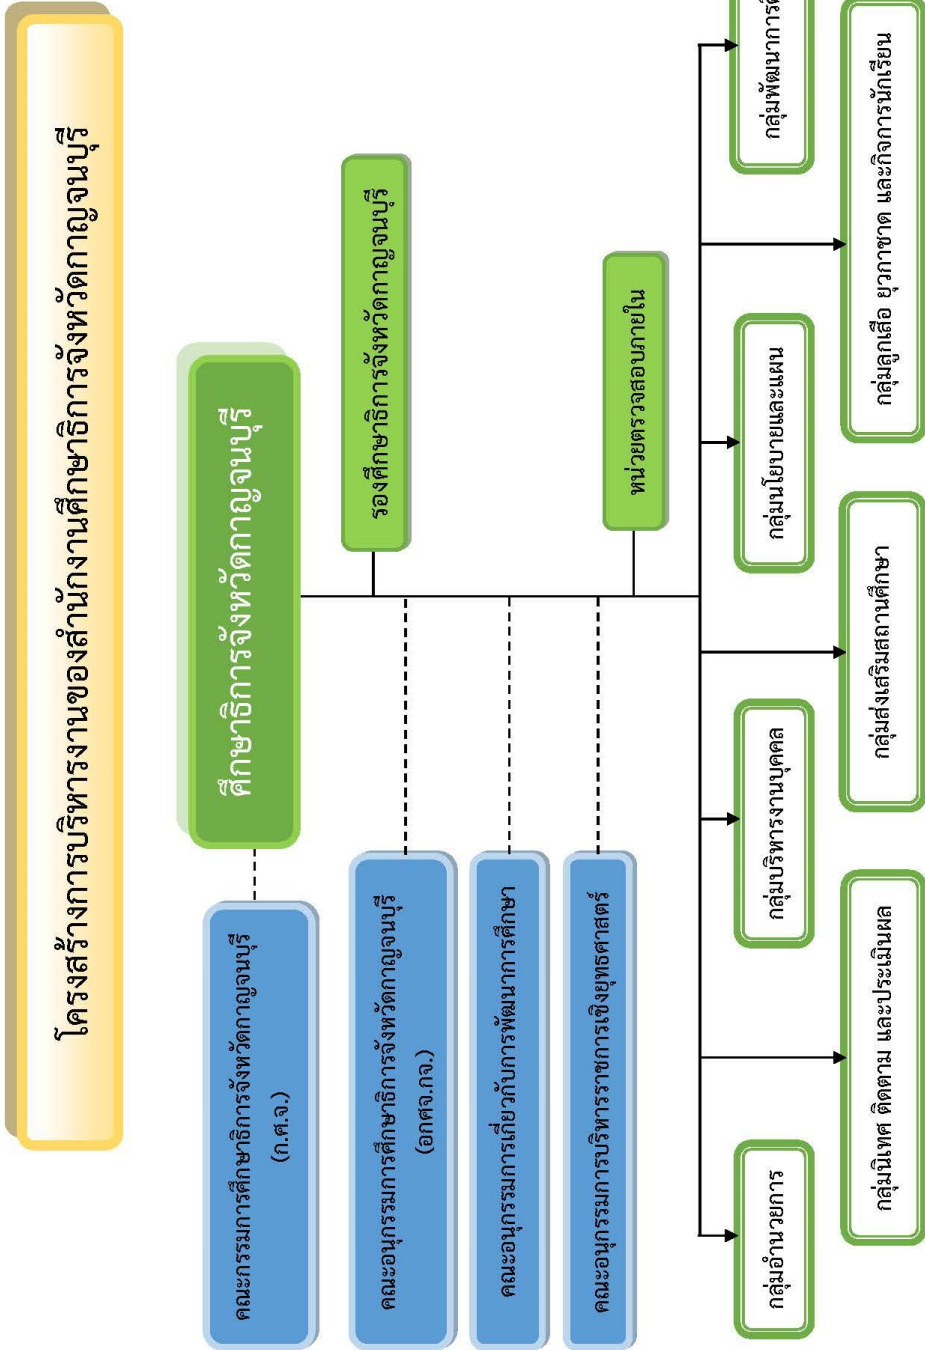 โครงสร้างการบริหารงานของสำนักงานศึกษาธิการจังหวัดกาญจนบุรี
ศึกษาธิการจังหวัดกาญจนบุรี
คณะกรรมการศึกษาธิการจังหวัดกาญจนบุรี
(ก.ศ.จ.)
รองศึกษาธิการจังหวัดกาญจนบุรี
คณะอนุกรรมการศึกษาธิการจังหวัดกาญจนบุรี
(อกศจ.กจ.)
คณะอนุกรรมการเกี่ยวกับการพัฒนาการศึกษา
คณะอนุกรรมการบริหารราชการเชิงยุทธศาสตร์
หน่วยตรวจสอบภายใน
กลุ่มอำนวยการ
กลุ่มบริหารงานบุคคล
กลุ่มนโยบายและแผน
กลุ่มพัฒนาการ
กลุ่มนิเทศ ติดตาม และประเมินผล
กลุ่มส่งเสริมสถานศึกษา
กลุ่มลูกเสือ ยุวกาชาด และกิจการนักเรียน